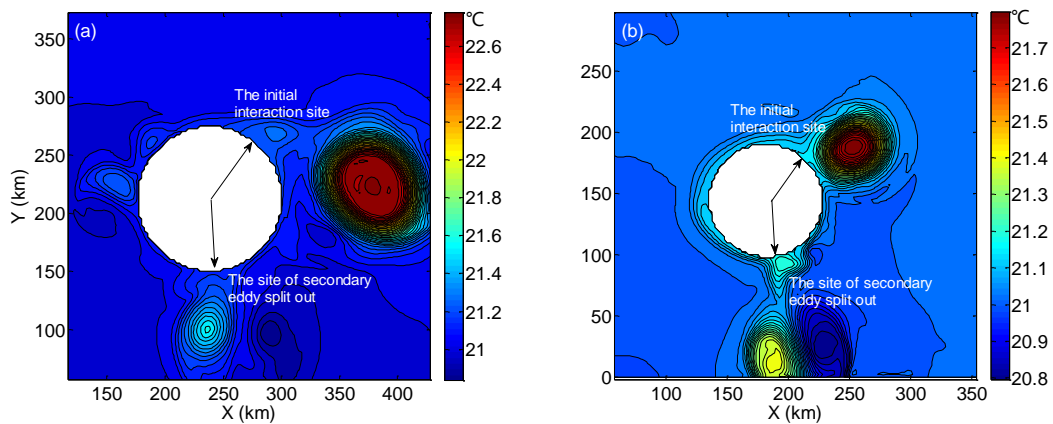 (a)
°C
350
300
250
200
150
100
Y (km)
The initial
interaction site
The site of secondary
eddy split out
150
200
250
300
350
400
X (km)
22.6
22.4
22.2
22
21.8
21.6
21.4
21.2
21
(b)
°C
250
200
150
100
50
0
The initial
interaction site
The site of secondary
eddy split out
100
150
200
250
300
350
X (km)
21.7
21.6
21.5
21.4
21.3
21.2
21.1
21
20.9
20.8